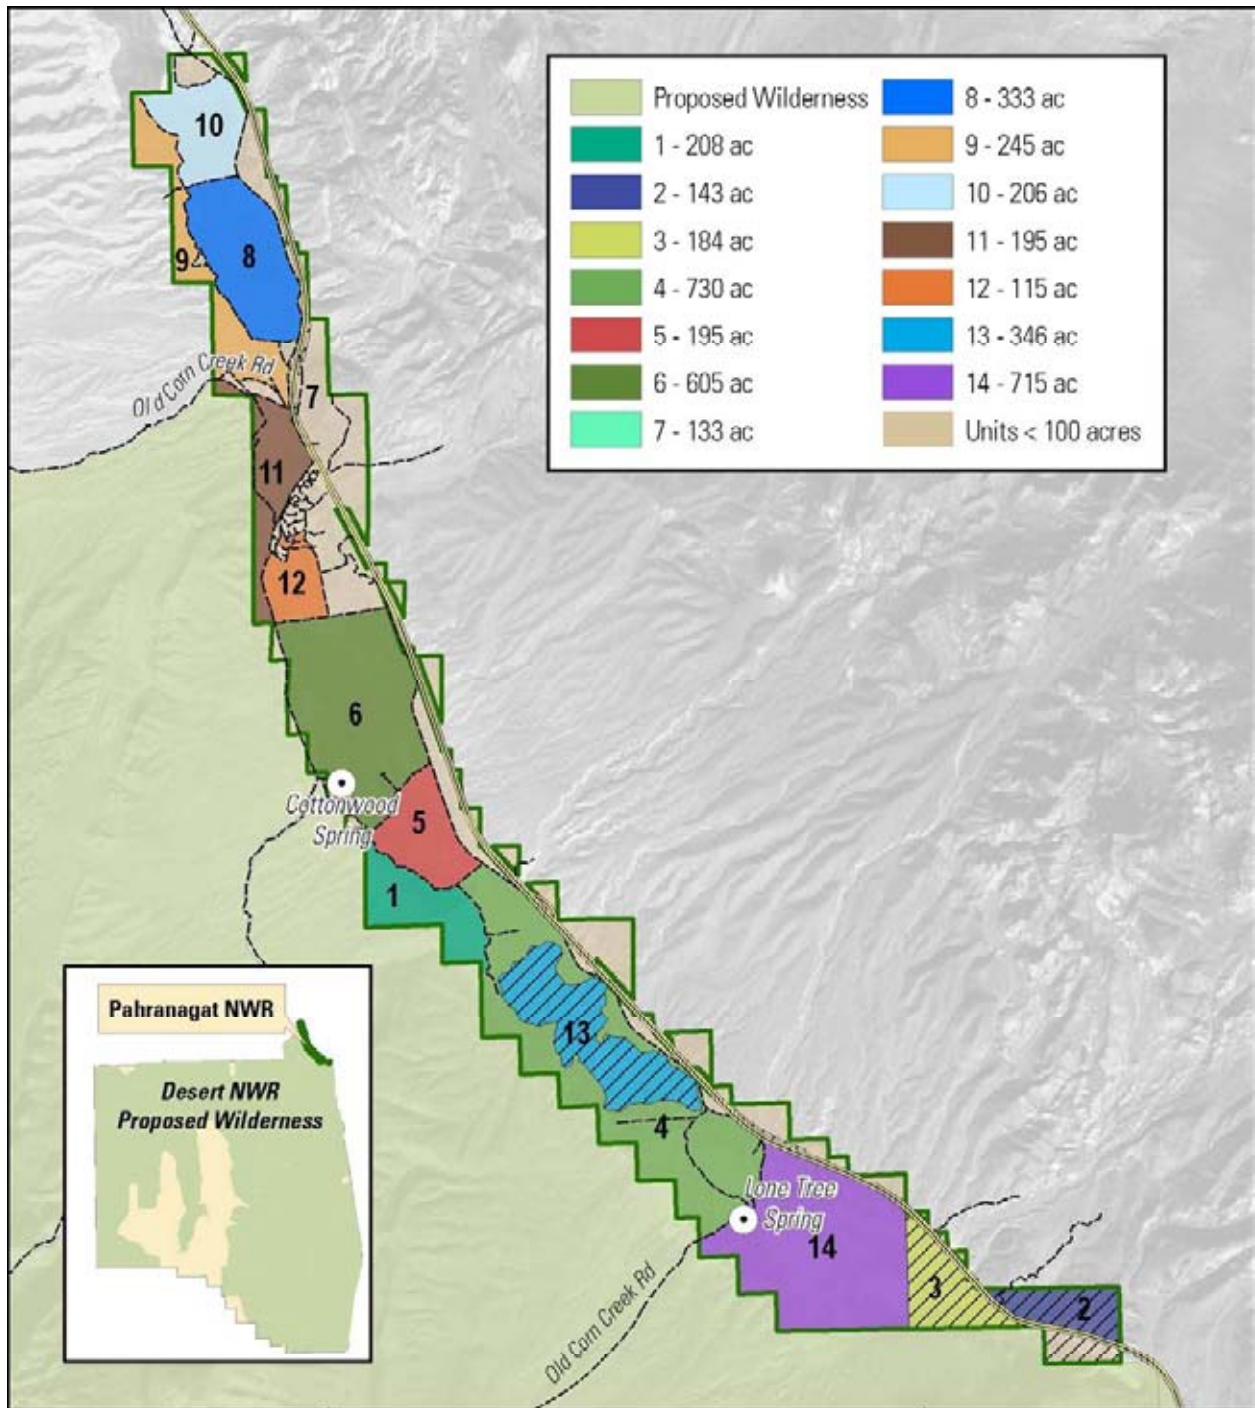 Proposed Wilderness
1 - 208 ac
2 - 143 ac
3 - 184 ac
4 - 730 ac
5 - 195 ac
6 - 605 ac
7 - 133 ac
8 - 333 ac
9 - 245 ac
10 - 206 ac
11 - 195 ac
12 - 115 ac
13 - 346 ac
14 - 715 ac
Units < 100 acres
10
9
8
Old Corn Creek Rd
7
11
12
6
Cottonwood
Spring
5
1
13
4
Lone Tree
Spring
14
3
2
Old Corn Creek Rd
Pahranagat NWR
Desert NWR
Proposed Wilderness